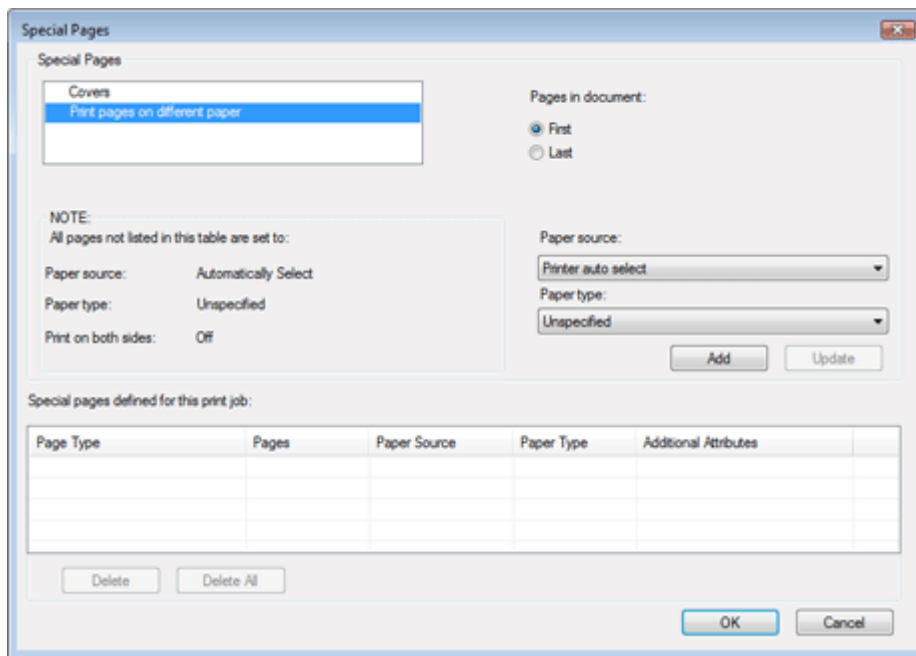 Special Pages
Special Pages
Covers
Print pages on different paper
Pages in document:
First
Last
NOTE:
All pages not listed in this table are set to:
Paper source: Automatically Select
Paper type: Unspecified
Print on both sides: Off
Paper source:
Printer auto select
Paper type:
Unspecified
Add Update
Special pages defined for this print job:
Page Type Pages Paper Source Paper Type Additional Attributes
Delete Delete All
OK Cancel